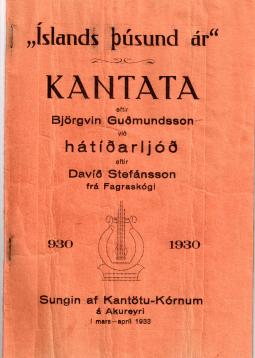 „Íslands þúsund ár“
KANTATA
eftir
Björgvin Guðmundsson
við
hátíðarljóð
eftir
Davíð Stefánsson
frá Fagraskógi
930 1930
Sungin af Kantötu-Kórnum
á Akureyri
í mars—apríl 1933